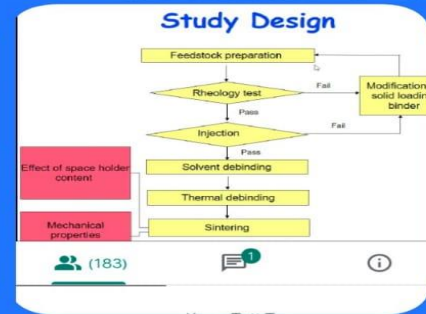 Study Design
Feedstock preparation
Rheology test
Fail
Modification
solid loadin
binder
Pass
Injection
Fail
Pass
Effect of space holder
content
Solvent debinding
Thermal debinding
Mechanical
properties
Sintering
(183)
1